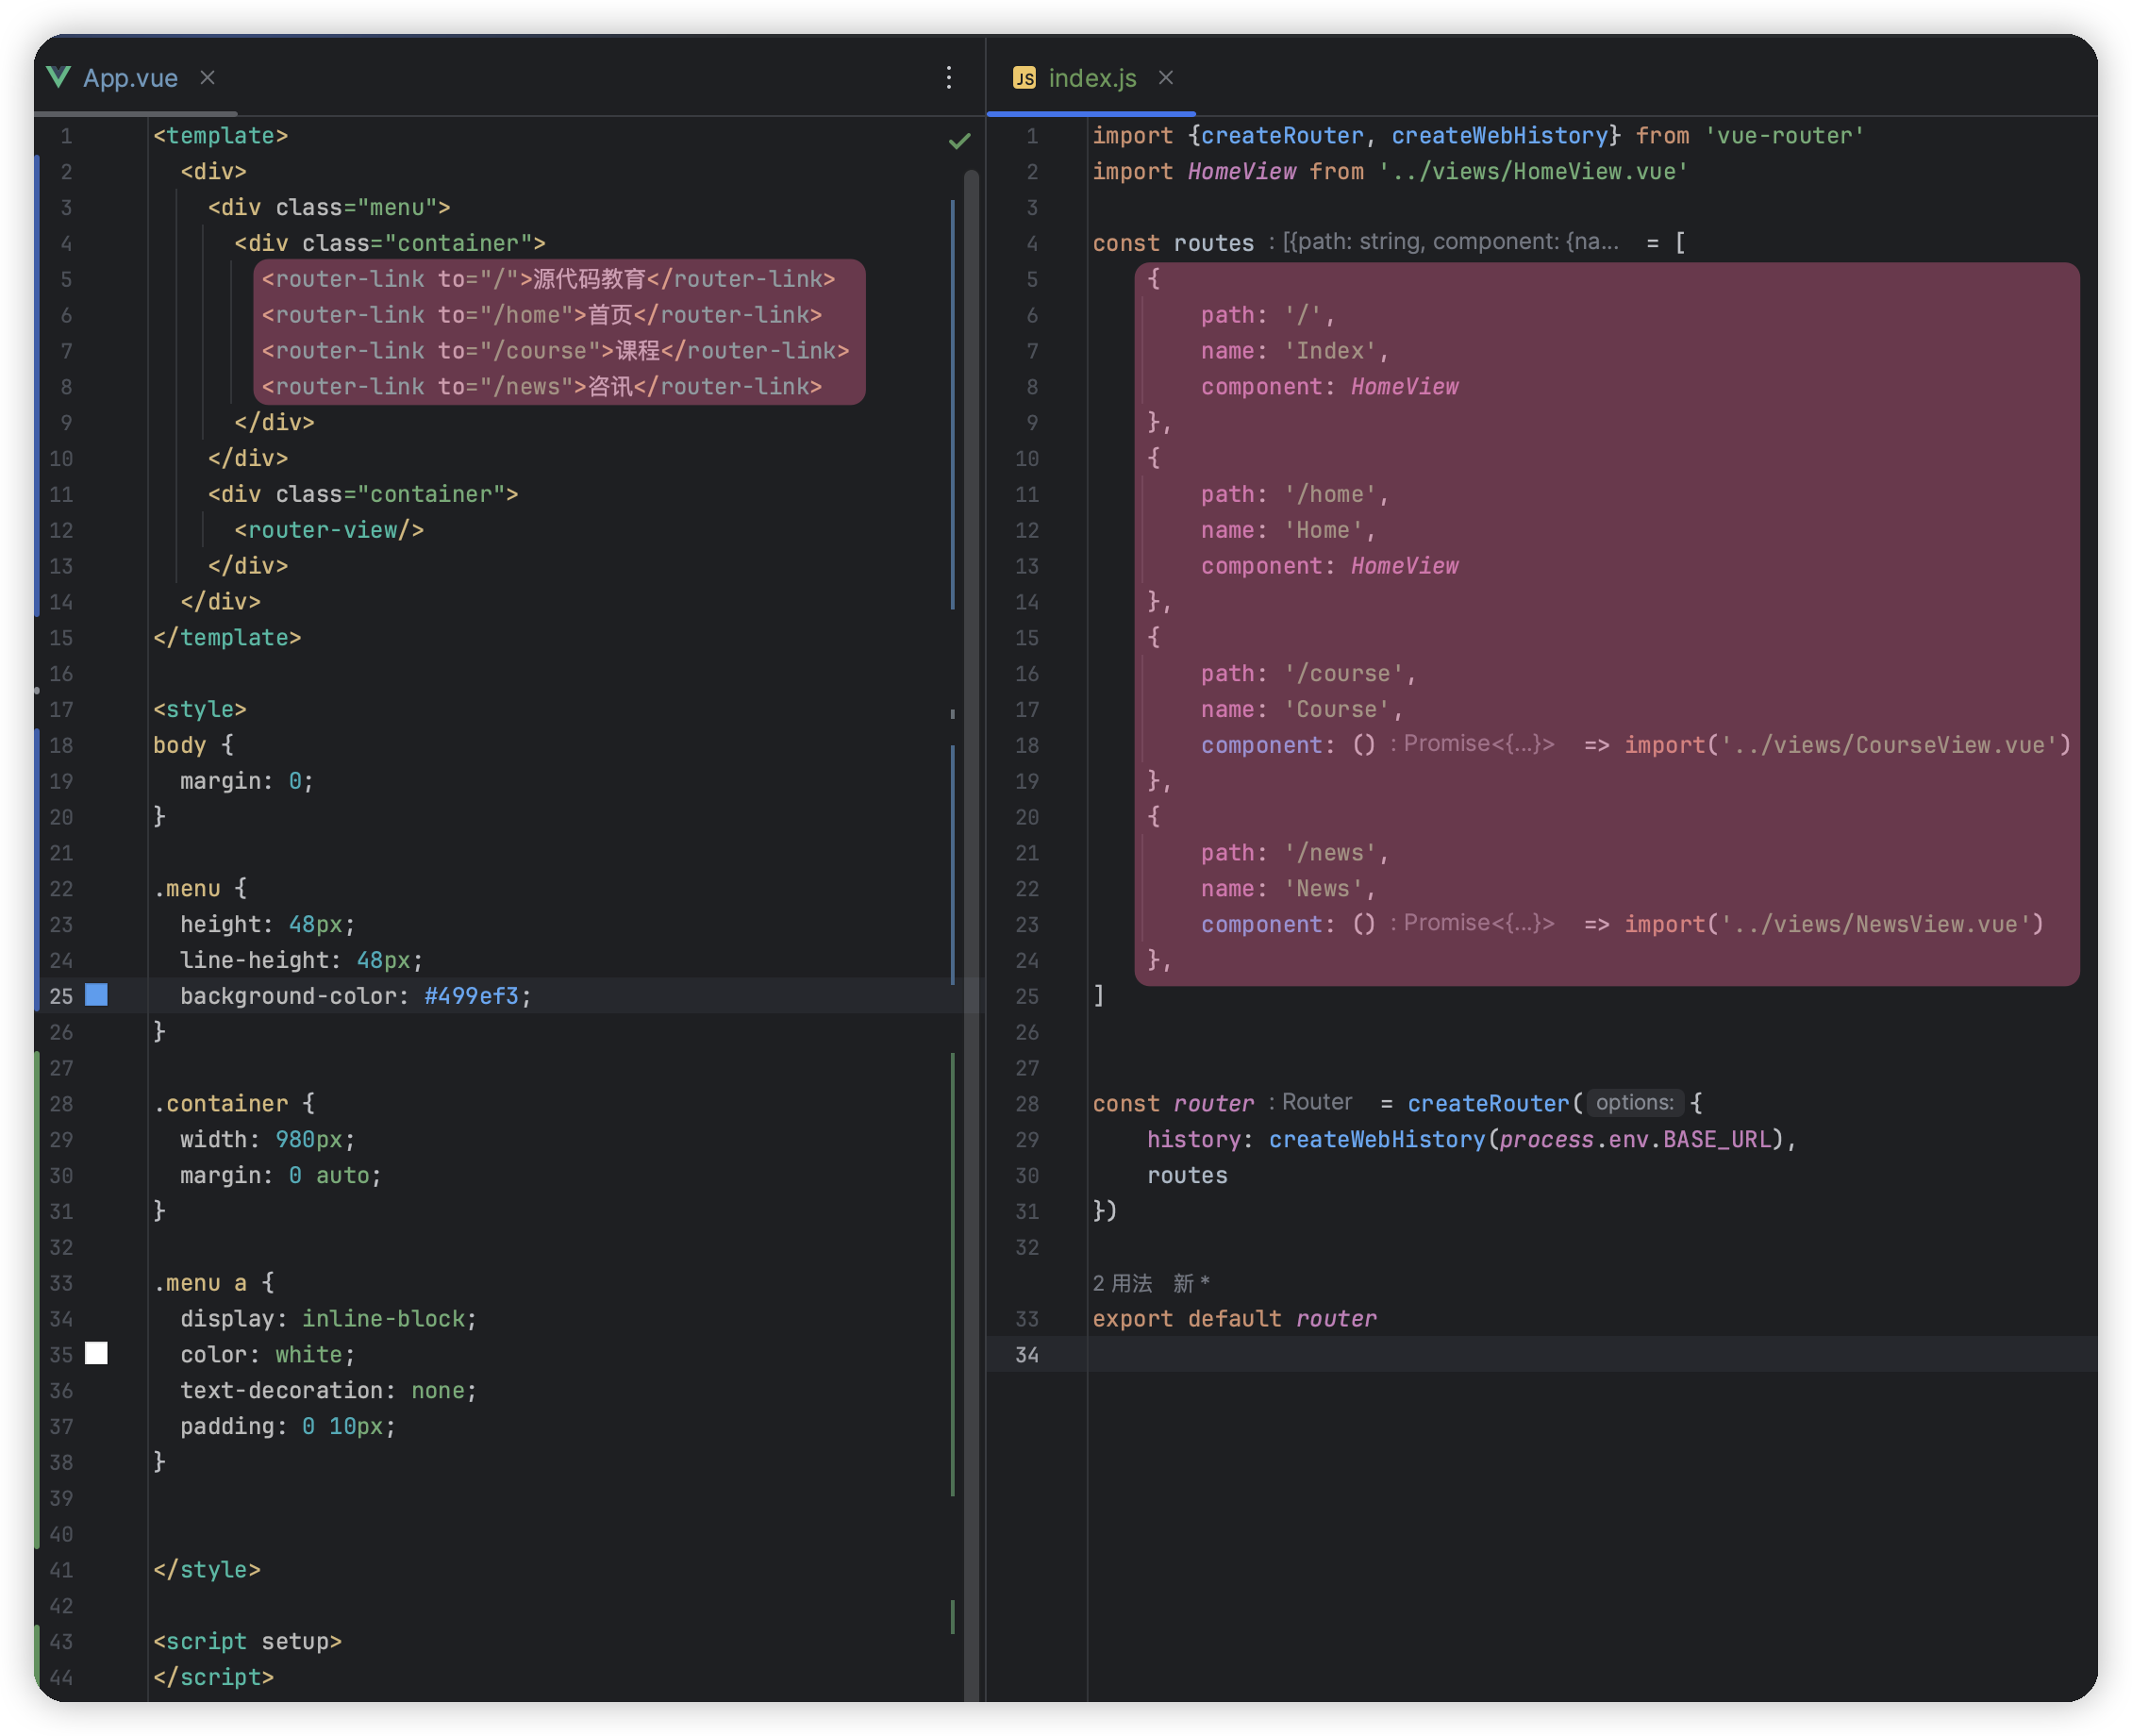 App.vue
1 <template>
2 <div>
3 <div class="menu">
4 <div class="container">
5 <router-link to="/">源代码教育</router-link>
6 <router-link to="/home">首页</router-link>
7 <router-link to="/course">课程</router-link>
8 <router-link to="/news">咨讯</router-link>
9 </div>
10 </div>
11 <div class="container">
12 <router-view/>
13 </div>
14 </div>
15 </template>
16
17 <style>
18 body {
19 margin: 0;
20 }
21
22 .menu {
23 height: 48px;
24 line-height: 48px;
25 background-color: #499ef3;
26 }
27
28 .container {
29 width: 980px;
30 margin: 0 auto;
31 }
32
33 .menu a {
34 display: inline-block;
35 color: white;
36 text-decoration: none;
37 padding: 0 10px;
38 }
39
40
41 </style>
42
43 <script setup>
44 </script>
JS index.js
1 import {createRouter, createWebHistory} from 'vue-router'
2 import HomeView from '../views/HomeView.vue'
3
4 const routes : [{path: string, component: {na... = [
5 {
6 path: '/',
7 name: 'Index',
8 component: HomeView
9 },
10 {
11 path: '/home',
12 name: 'Home',
13 component: HomeView
14 },
15 {
16 path: '/course',
17 name: 'Course',
18 component: () : Promise<{...}> => import('../views/CourseView.vue')
19 },
20 {
21 path: '/news',
22 name: 'News',
23 component: () : Promise<{...}> => import('../views/NewsView.vue')
24 },
25 ]
26
27
28 const router : Router = createRouter( options: {
29 history: createWebHistory(process.env.BASE_URL),
30 routes
31 })
32
2 用法 新 *
33 export default router
34